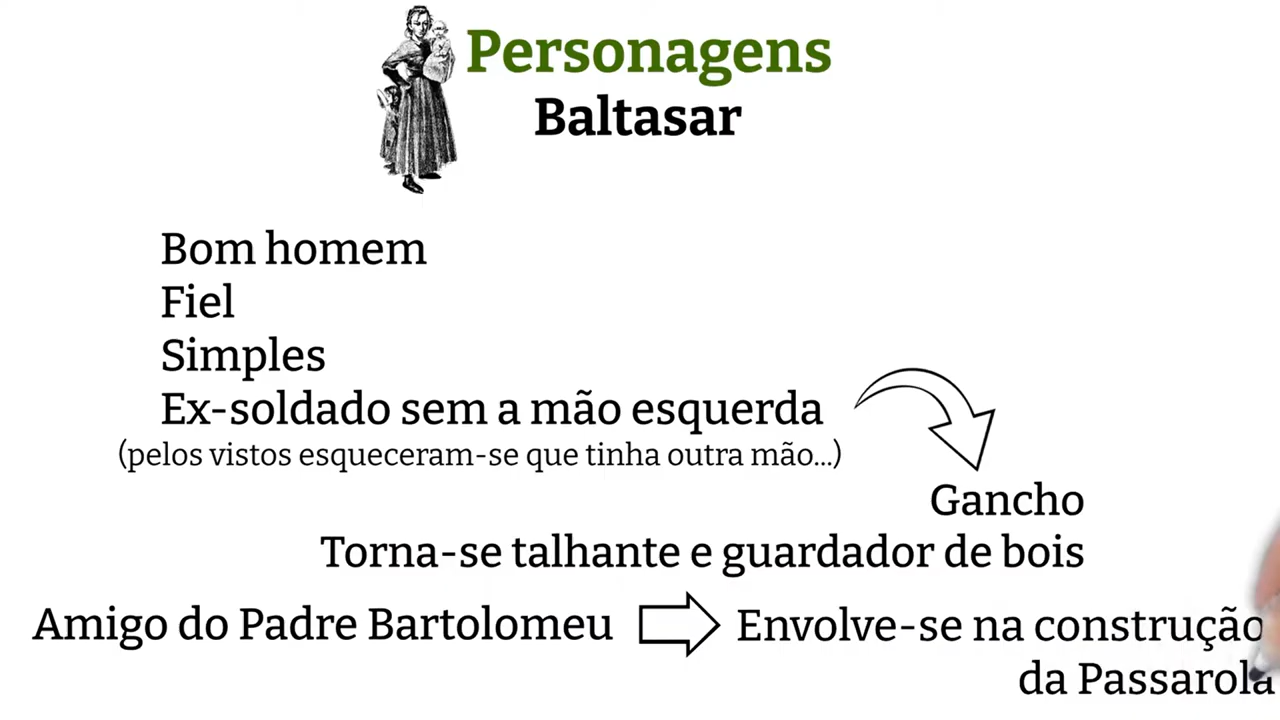 Personagens
Baltasar
Bom homem
Fiel
Simples
Ex-soldado sem a mão esquerda
(pelos vistos esqueceram-se que tinha outra mão...)
Gancho
Torna-se talhante e guardador de bois
Amigo do Padre Bartolomeu
Envolve-se na construção
da Passarola